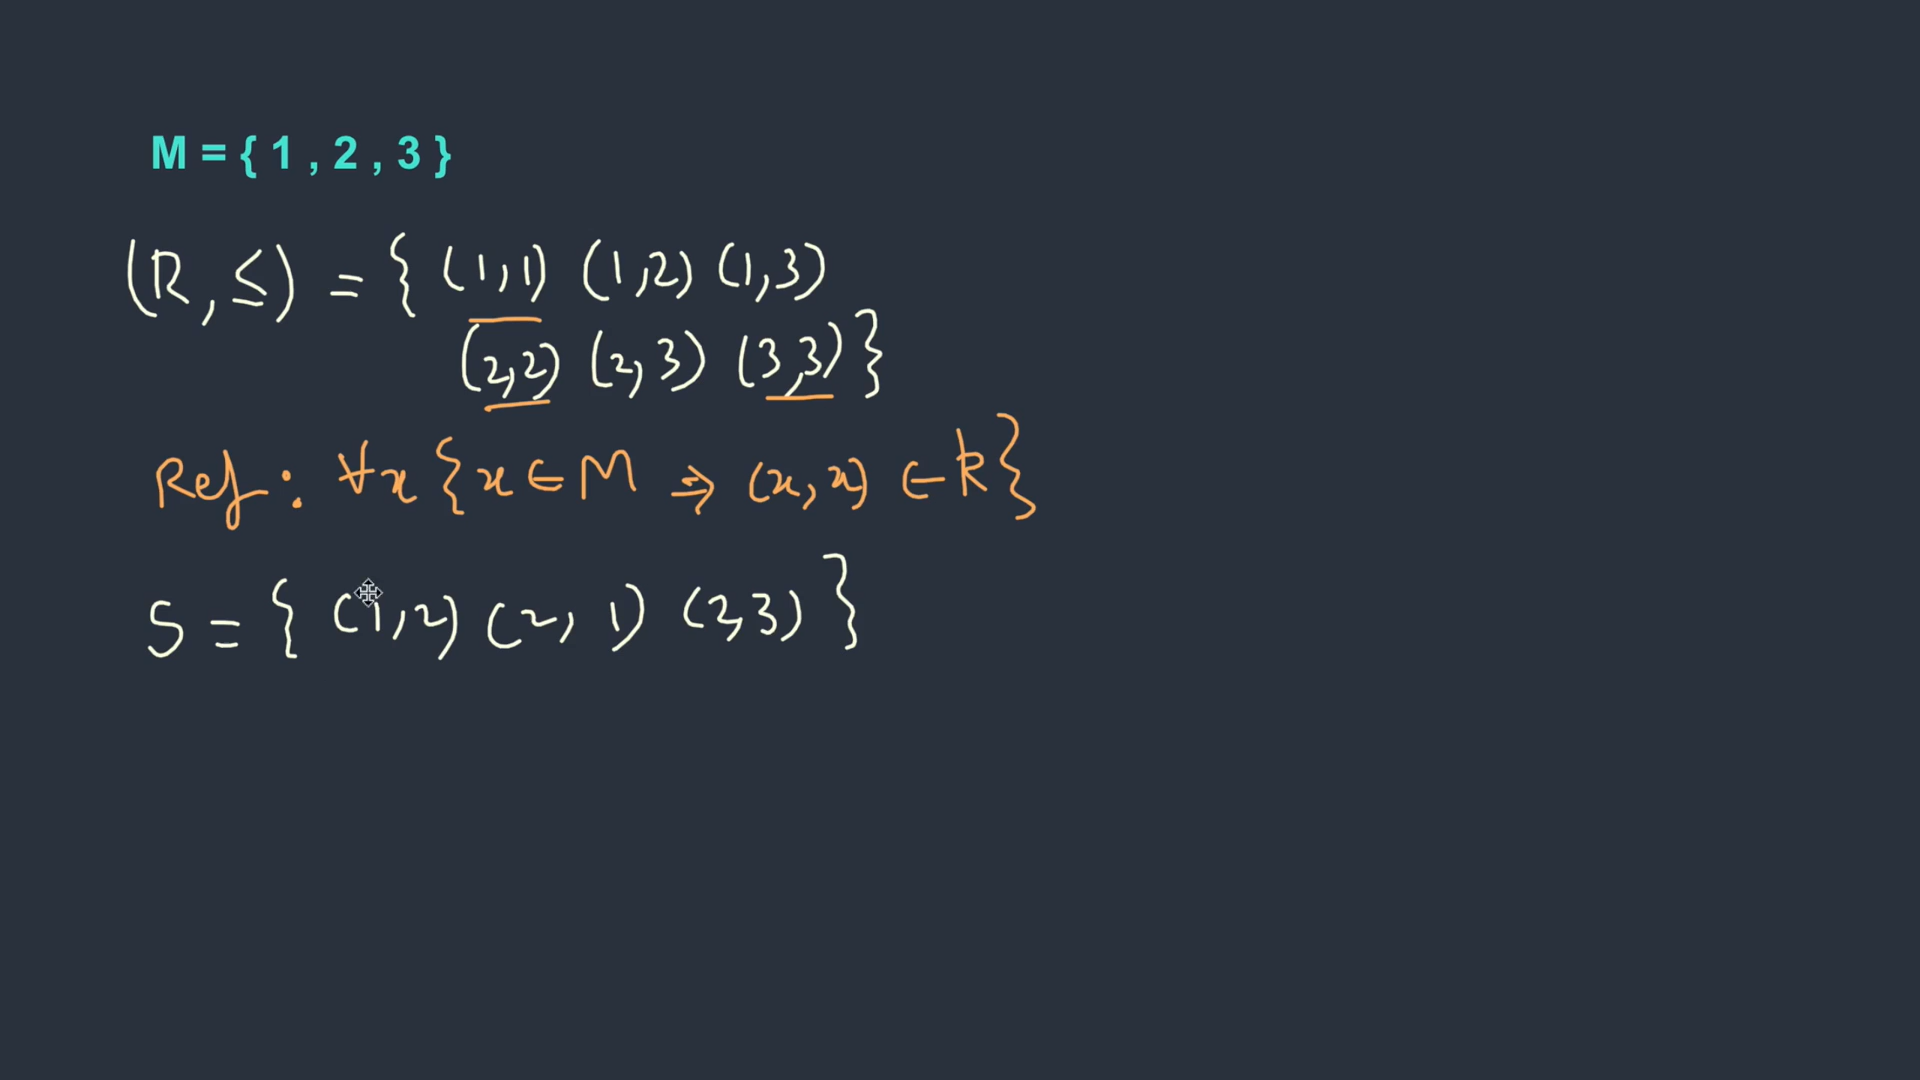 M = { 1 , 2 , 3 }
(R, ≤) = { (1,1) (1,2) (1,3)
(2,2) (2,3) (3,3) }
Ref : ∀x { x ∈ M ⇒ (x, x) ∈ R }
S = { (1,2) (2, 1) (2,3) }